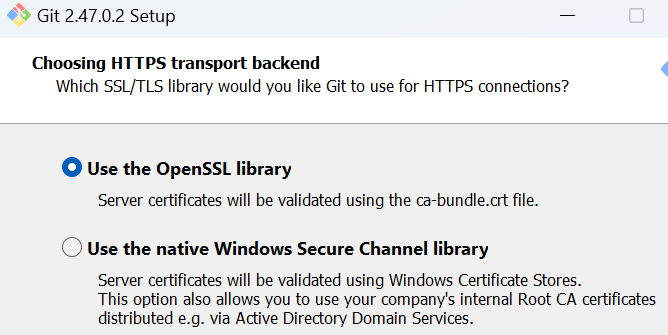 Git 2.47.0.2 Setup
Choosing HTTPS transport backend
Which SSL/TLS library would you like Git to use for HTTPS connections?
Use the OpenSSL library
Server certificates will be validated using the ca-bundle.crt file.
Use the native Windows Secure Channel library
Server certificates will be validated using Windows Certificate Stores.
This option also allows you to use your company's internal Root CA certificates
distributed e.g. via Active Directory Domain Services.